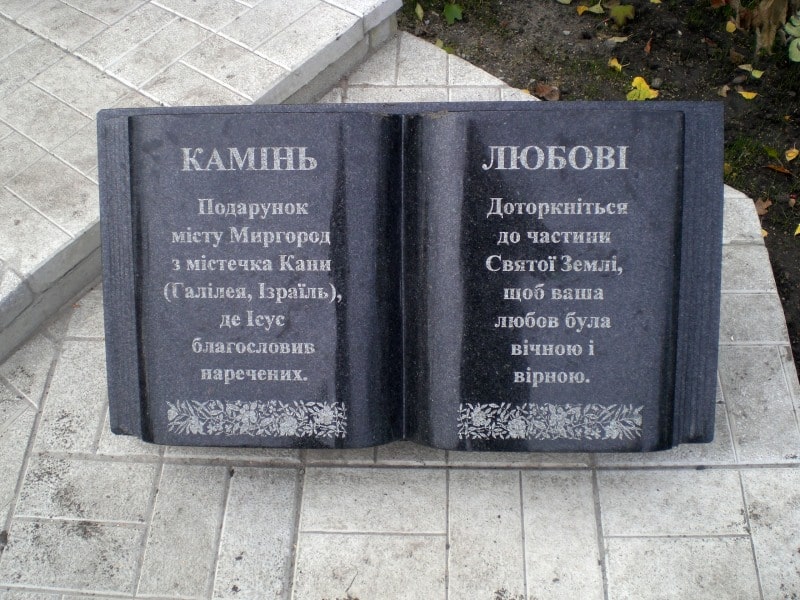 КАМІНЬ
Подарунок
місту Миргород
з містечка Кани
(Галілея, Ізраїль),
де Ісус
благословив
наречених.
ЛЮБОВІ
Доторкніться
до частини
Святої Землі,
щоб ваша
любов була
вічною і
вірною.